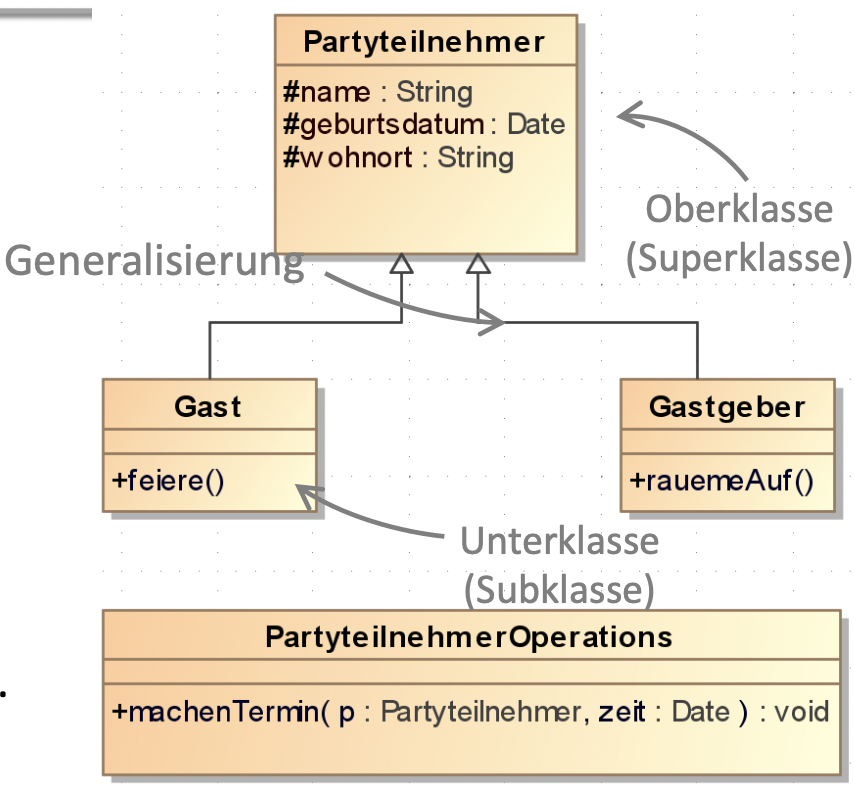 Partyteilnehmer
#name : String
#geburtsdatum : Date
#wohnort : String
Oberklasse
(Superklasse)
Generalisierung
Gast
+feiere()
Gastgeber
+rauemeAuf()
Unterklasse
(Subklasse)
PartyteilnehmerOperations
.
+machenTermin( p : Partyteilnehmer, zeit : Date ) : void